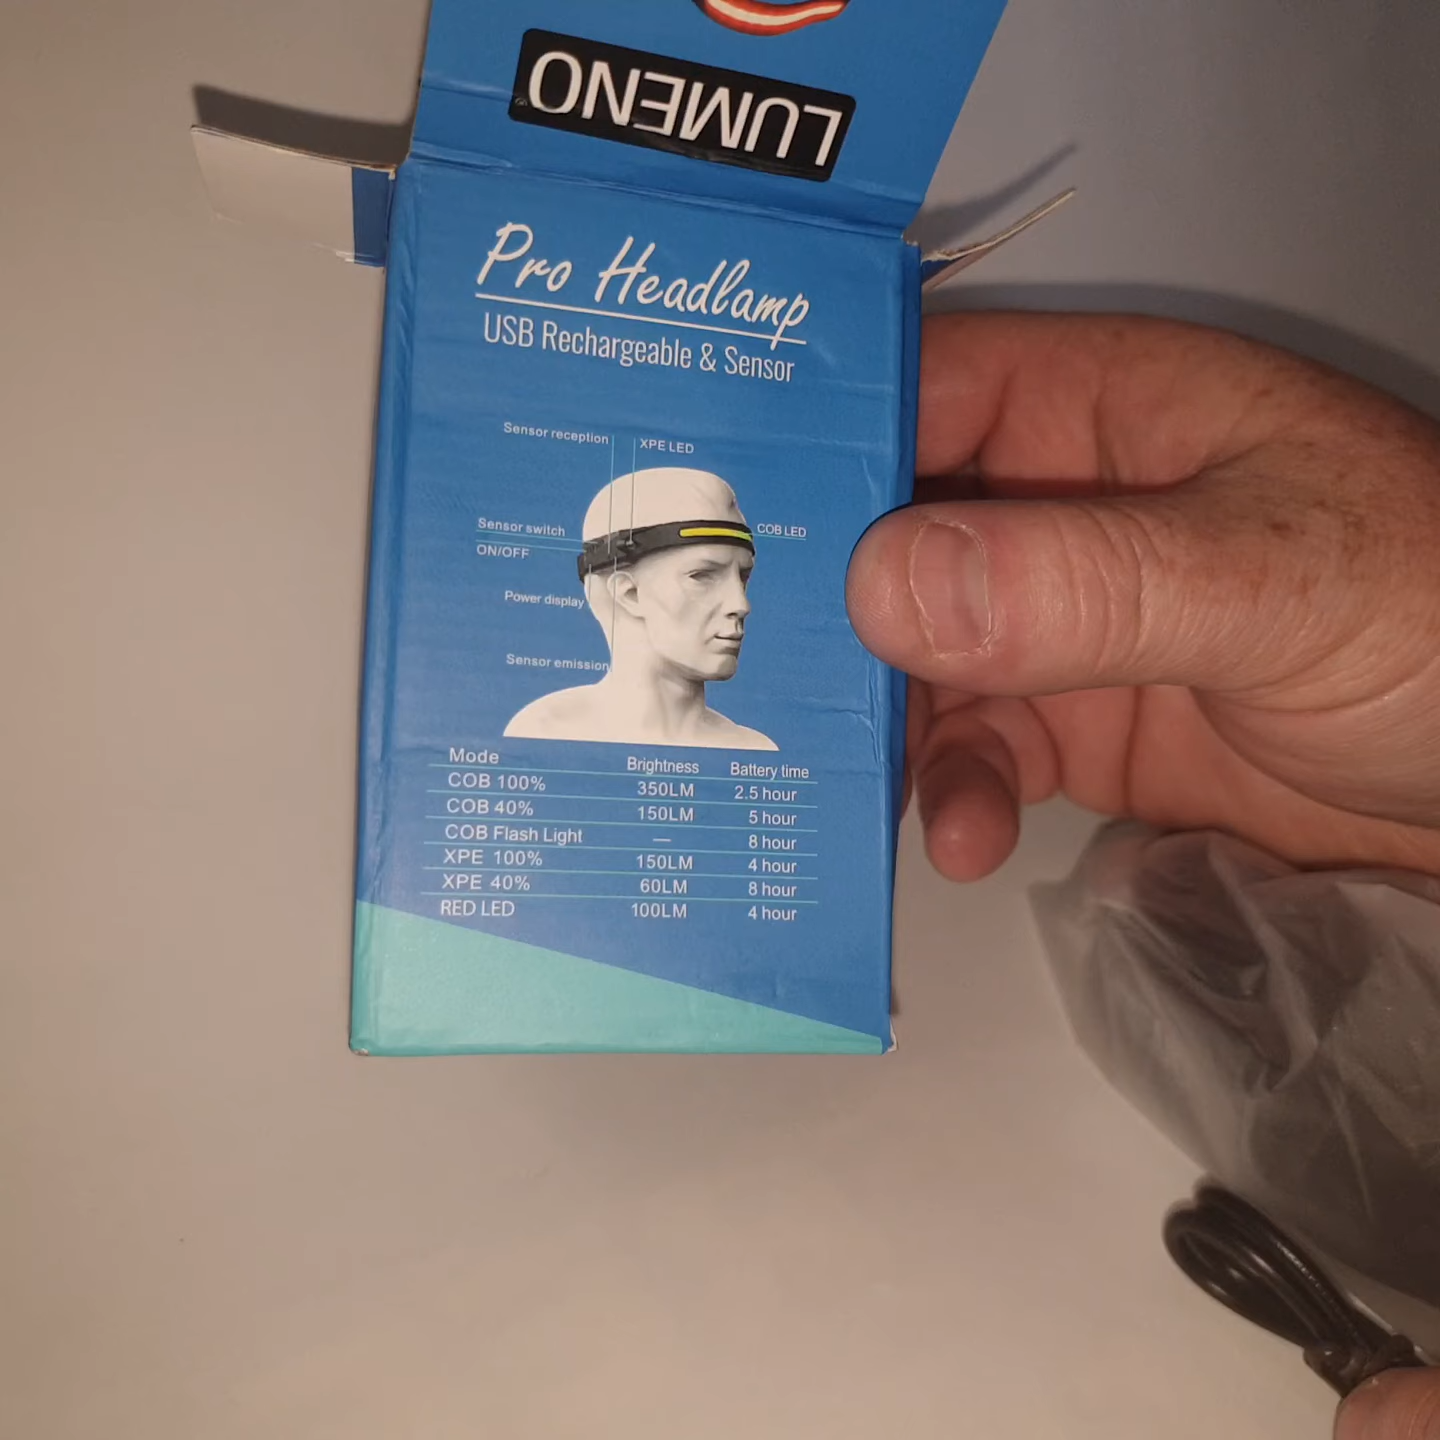 LUMENO
Pro Headlamp
USB Rechargeable & Sensor
Sensor reception
XPE LED
Sensor switch
COB LED
ON/OFF
Power display
Sensor emission
Mode Brightness Battery time
COB 100% 350LM 2.5 hour
COB 40% 150LM 5 hour
COB Flash Light — 8 hour
XPE 100% 150LM 4 hour
XPE 40% 60LM 8 hour
RED LED 100LM 4 hour